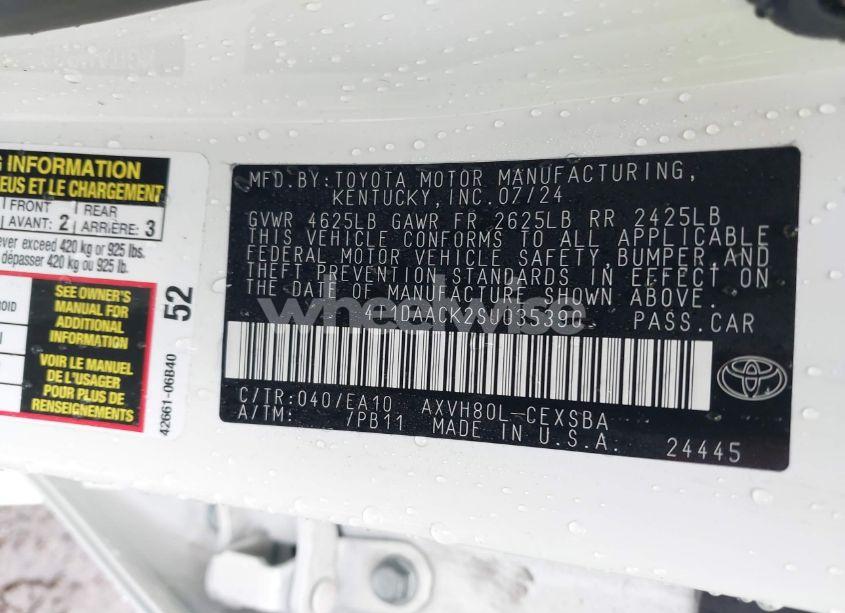 G INFORMATION
EUS ET LE CHARGEMENT
FRONT
AVANT: 2
REAR
ARRIÈRE: 3
ever exceed 420 kg or 925 lbs.
dépasser 420 kg ou 925 lb.
SEE OWNER'S
MANUAL FOR
ADDITIONAL
INFORMATION
VOIR LE MANUEL
DE L'USAGER
POUR PLUS DE
RENSEIGNEMENTS
52
42661-06B40
MFD.BY:TOYOTA MOTOR MANUFACTURING,
KENTUCKY,INC.07/24
GVWR 4625LB GAWR FR 2625LB RR 2425LB
THIS VEHICLE CONFORMS TO ALL APPLICABLE
FEDERAL MOTOR VEHICLE SAFETY,BUMPER,AND
THEFT PREVENTION STANDARDS IN EFFECT ON
THE DATE OF MANUFACTURE SHOWN ABOVE.
PASS.CAR
wheelwise
C/TR:040/EA10 AXVH80L-CEXSBA
A/TM: /PB11 MADE IN U.S.A.
24445